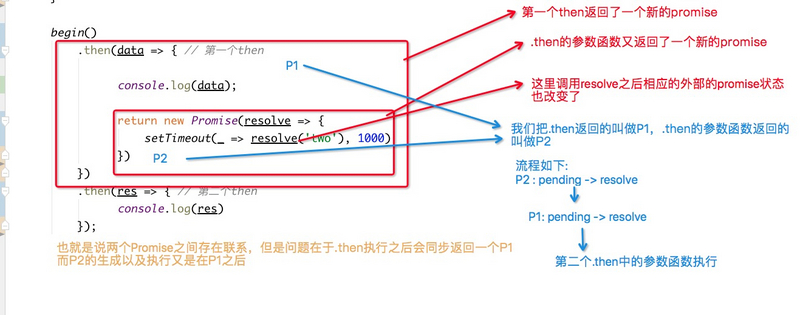 第一个then返回了一个新的promise
begin()
.then(data => { // 第一个then
.then的参数函数又返回了一个新的promise
P1
console.log(data);
这里调用resolve之后相应的外部的promise状态
也改变了
return new Promise(resolve => {
setTimeout(_ => resolve('two'), 1000)
})
P2
我们把.then返回的叫做P1，.then的参数函数返回的
叫做P2
})
流程如下:
P2 : pending -> resolve
.then(res => { // 第二个then
console.log(res)
});
P1: pending -> resolve
也就是说两个Promise之间存在联系，但是问题在于.then执行之后会同步返回一个P1
而P2的生成以及执行又是在P1之后
第二个.then中的参数函数执行